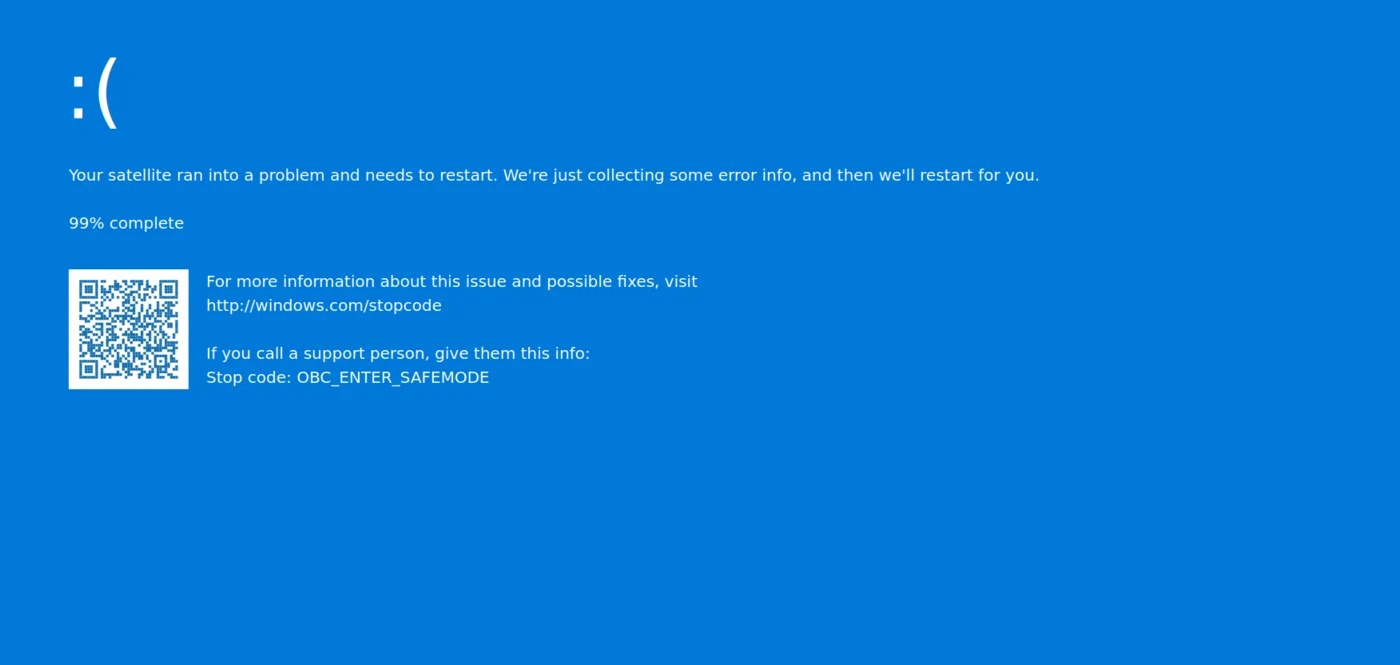 :(
Your satellite ran into a problem and needs to restart. We're just collecting some error info, and then we'll restart for you.
99% complete
For more information about this issue and possible fixes, visit
http://windows.com/stopcode
If you call a support person, give them this info:
Stop code: OBC_ENTER_SAFEMODE